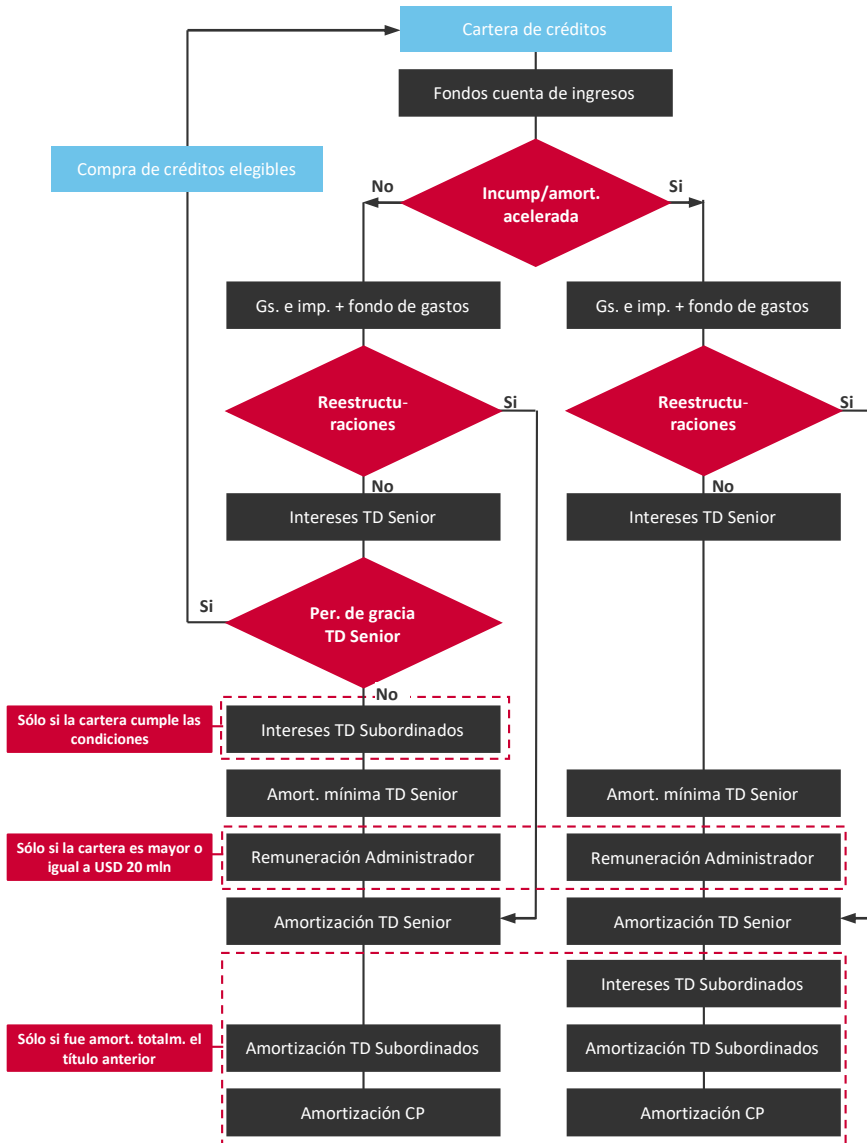 Cartera de créditos
Fondos cuenta de ingresos
Compra de créditos elegibles
No
Si
Incump/amort.
acelerada
Gs. e imp. + fondo de gastos
Gs. e imp. + fondo de gastos
Reestructu-
raciones
Si
Reestructu-
raciones
Si
No
No
Intereses TD Senior
Intereses TD Senior
Si
Per. de gracia
TD Senior
No
Sólo si la cartera cumple las
condiciones
Intereses TD Subordinados
Amort. mínima TD Senior
Amort. mínima TD Senior
Sólo si la cartera es mayor o
igual a USD 20 mln
Remuneración Administrador
Remuneración Administrador
Amortización TD Senior
Amortización TD Senior
Intereses TD Subordinados
Sólo si fue amort. totalm. el
título anterior
Amortización TD Subordinados
Amortización TD Subordinados
Amortización CP
Amortización CP